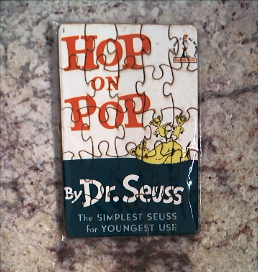 HOP
ON
POP
By Dr. Seuss
The SIMPLEST SEUSS
for YOUNGEST USE